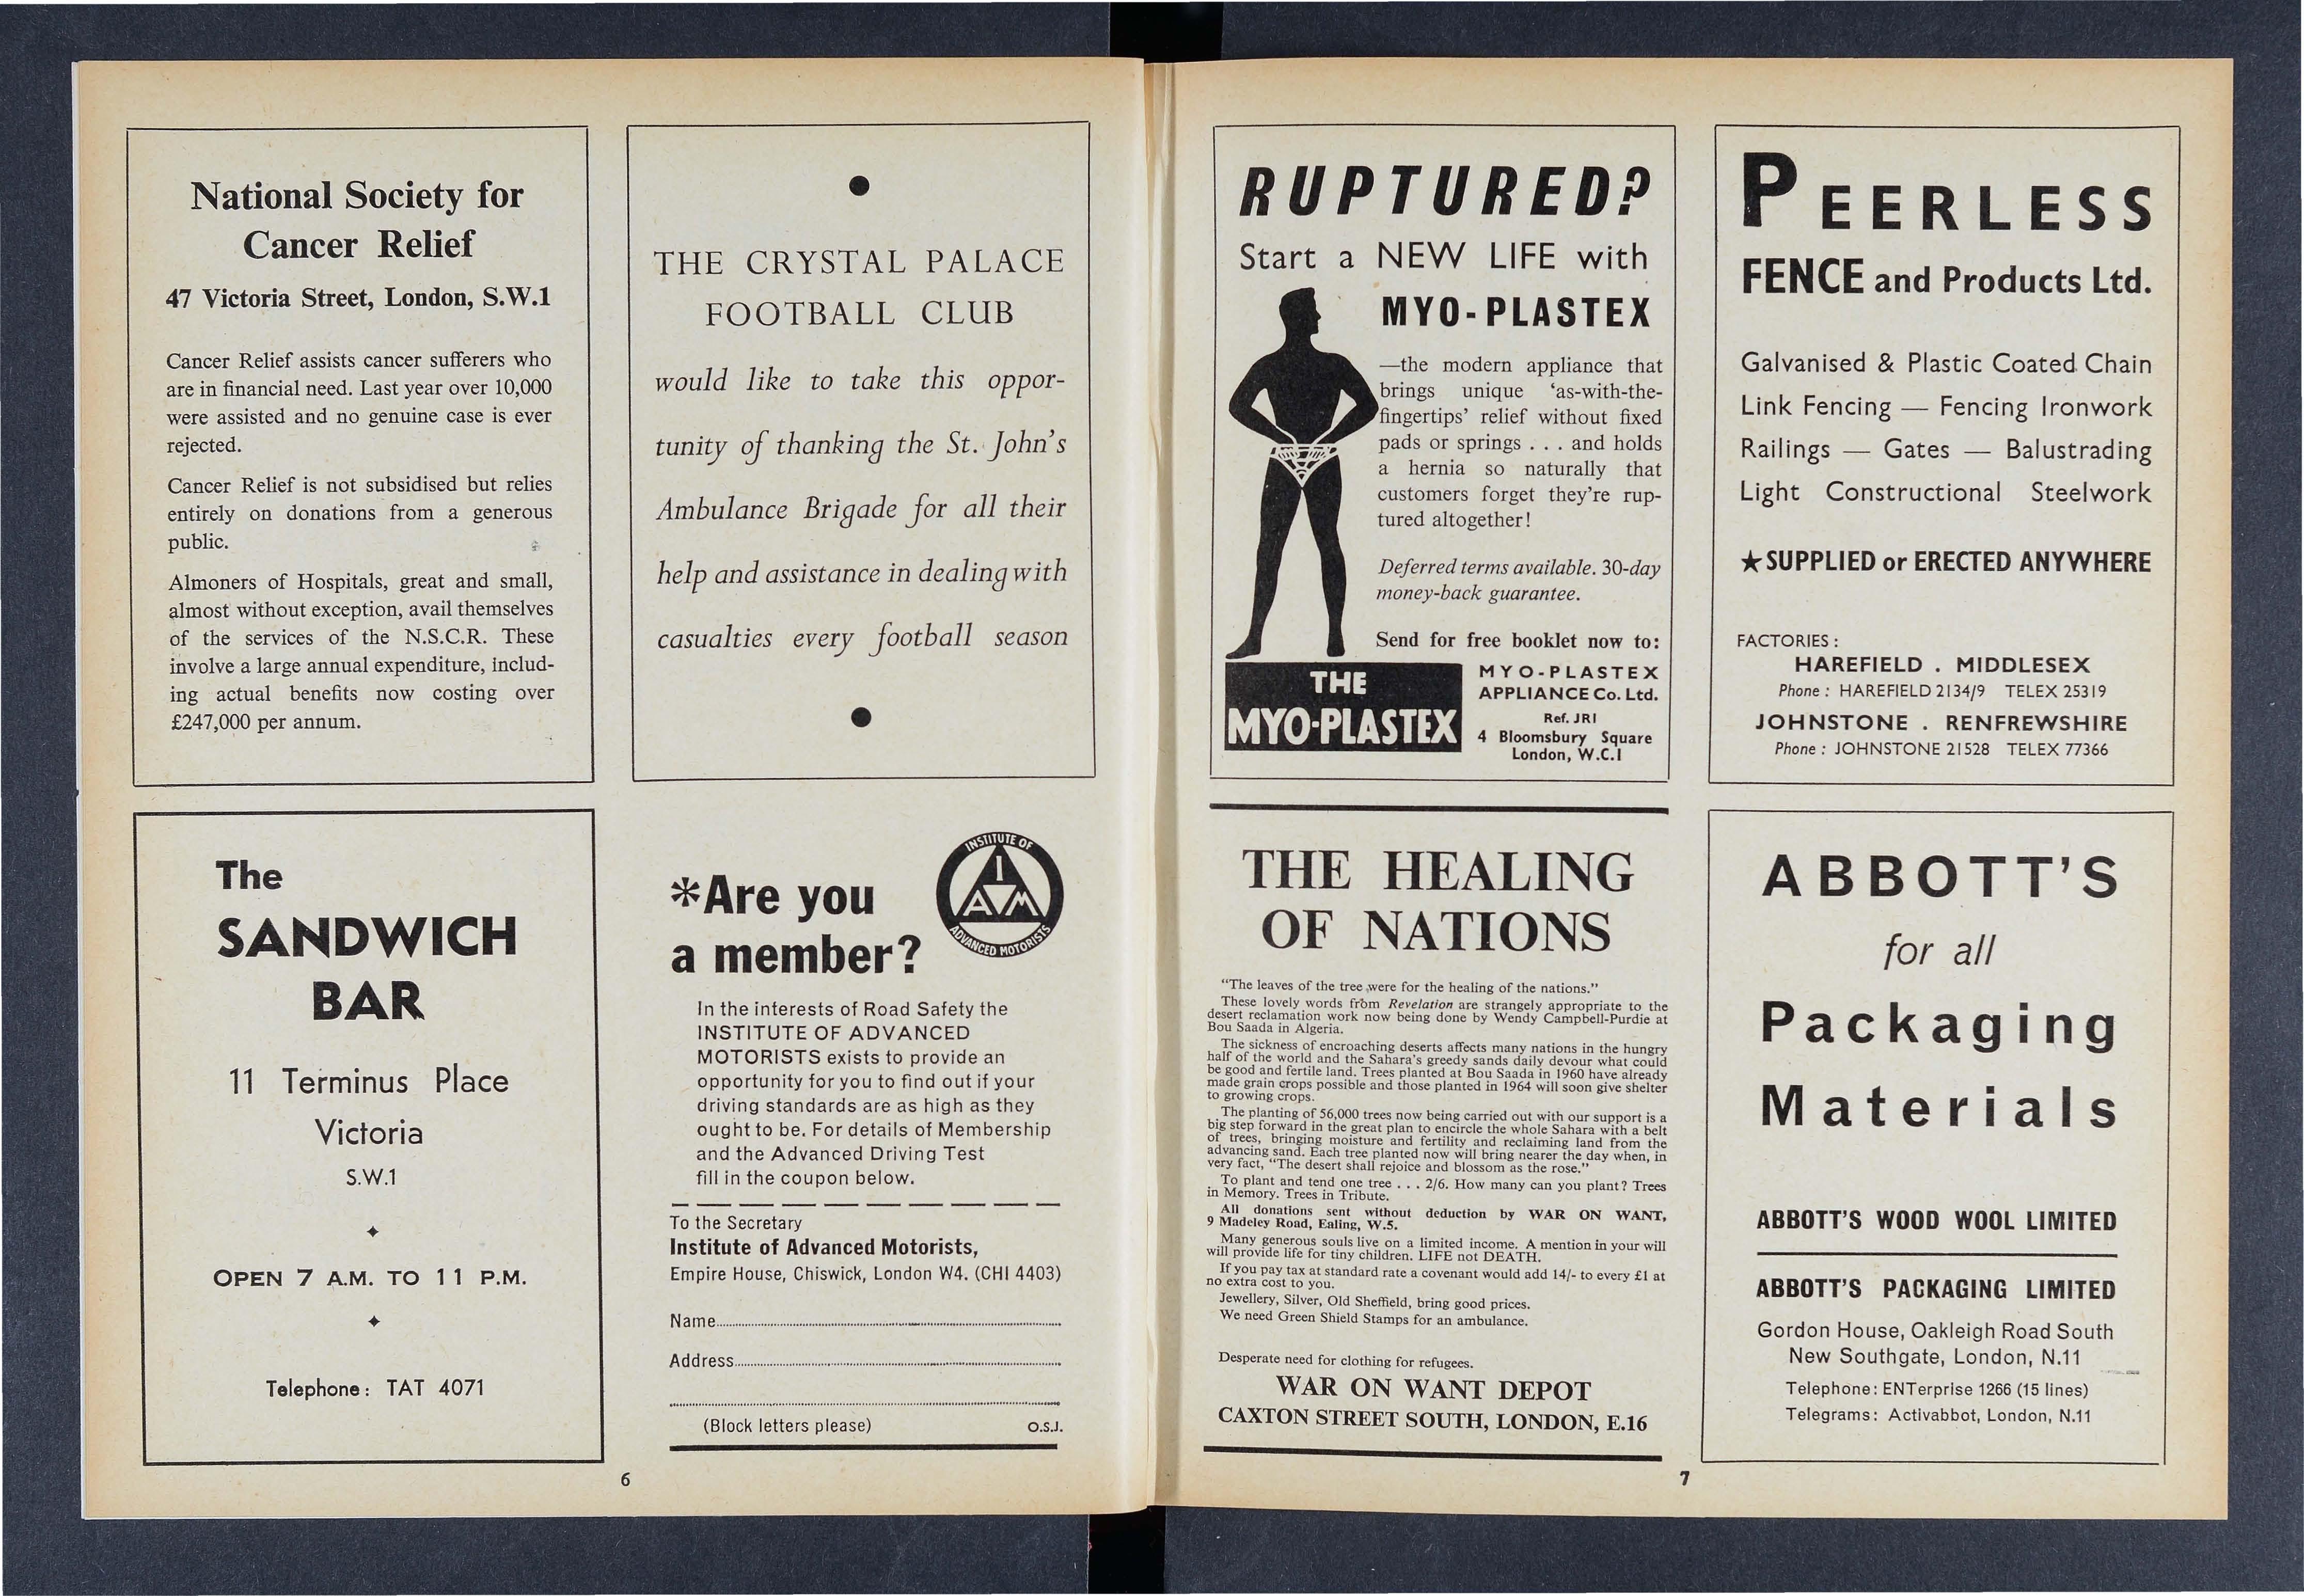 National Society for
Cancer Relief
47 Victoria Street, London, S.W.1
Cancer Relief assists cancer sufferers who
are in financial need. Last year over 10,000
were assisted and no genuine case is ever
rejected.
Cancer Relief is not subsidised but relies
entirely on donations from a generous
public.
Almoners of Hospitals, great and small,
almost without exception, avail themselves
of the services of the N.S.C.R. These
involve a large annual expenditure, includ-
ing actual benefits now costing over
£247,000 per annum.
THE CRYSTAL PALACE
FOOTBALL CLUB
would like to take this oppor-
tunity of thanking the St. John's
Ambulance Brigade for all their
help and assistance in dealing with
casualties every football season
The
SANDWICH
BAR
11 Terminus Place
Victoria
S.W.1
OPEN 7 A.M. TO 11 P.M.
Telephone: TAT 4071
*Are you
a member?
INSTITUTE OF
I
AM
ADVANCED MOTORISTS
In the interests of Road Safety the
INSTITUTE OF ADVANCED
MOTORISTS exists to provide an
opportunity for you to find out if your
driving standards are as high as they
ought to be. For details of Membership
and the Advanced Driving Test
fill in the coupon below.
To the Secretary
Institute of Advanced Motorists,
Empire House, Chiswick, London W4. (CHI 4403)
Name
Address
(Block letters please) O.S.J.
6
RUPTURED?
Start a NEW LIFE with
MYO-PLASTEX
—the modern appliance that
brings unique 'as-with-the-
fingertips' relief without fixed
pads or springs . . . and holds
a hernia so naturally that
customers forget they're rup-
tured altogether!
Deferred terms available. 30-day
money-back guarantee.
Send for free booklet now to:
THE
MYO-PLASTEX
MYO-PLASTEX
APPLIANCE Co. Ltd.
Ref. JRI
4 Bloomsbury Square
London, W.C.1
PEERLESS
FENCE and Products Ltd.
Galvanised & Plastic Coated Chain
Link Fencing — Fencing Ironwork
Railings — Gates — Balustrading
Light Constructional Steelwork
★SUPPLIED or ERECTED ANYWHERE
FACTORIES:
HAREFIELD . MIDDLESEX
Phone: HAREFIELD 2134/9 TELEX 25319
JOHNSTONE . RENFREWSHIRE
Phone: JOHNSTONE 21528 TELEX 77366
THE HEALING
OF NATIONS
"The leaves of the tree were for the healing of the nations."
These lovely words from Revelation are strangely appropriate to the
desert reclamation work now being done by Wendy Campbell-Purdie at
Bou Saada in Algeria.
The sickness of encroaching deserts affects many nations in the hungry
half of the world and the Sahara's greedy sands daily devour what could
be good and fertile land. Trees planted at Bou Saada in 1960 have already
made grain crops possible and those planted in 1964 will soon give shelter
to growing crops.
The planting of 56,000 trees now being carried out with our support is a
big step forward in the great plan to encircle the whole Sahara with a belt
of trees, bringing moisture and fertility and reclaiming land from the
advancing sand. Each tree planted now will bring nearer the day when, in
very fact, "The desert shall rejoice and blossom as the rose."
To plant and tend one tree . . . 2/6. How many can you plant? Trees
in Memory. Trees in Tribute.
All donations sent without deduction by WAR ON WANT,
9 Madeley Road, Ealing, W.5.
Many generous souls live on a limited income. A mention in your will
will provide life for tiny children. LIFE not DEATH.
If you pay tax at standard rate a covenant would add 14/- to every £1 at
no extra cost to you.
Jewellery, Silver, Old Sheffield, bring good prices.
We need Green Shield Stamps for an ambulance.
Desperate need for clothing for refugees.
WAR ON WANT DEPOT
CAXTON STREET SOUTH, LONDON, E.16
ABBOTT'S
for all
Packaging
Materials
ABBOTT'S WOOD WOOL LIMITED
ABBOTT'S PACKAGING LIMITED
Gordon House, Oakleigh Road South
New Southgate, London, N.11
Telephone: ENTerprise 1266 (15 lines)
Telegrams: Activabbot, London, N.11
7